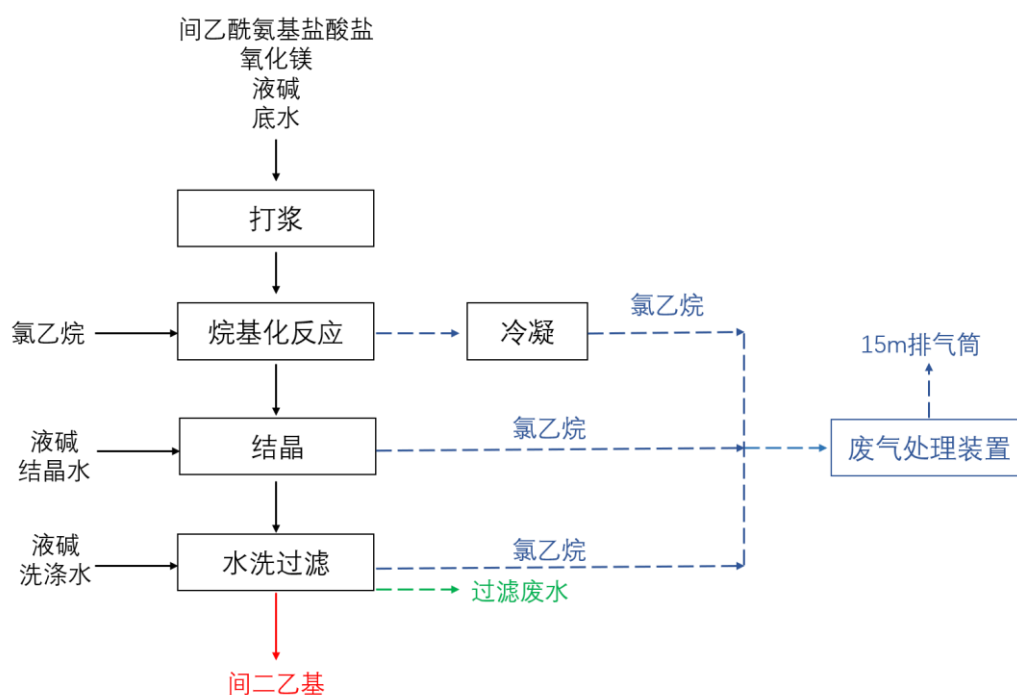 间乙酰氨基盐酸盐
氧化镁
液碱
底水
打浆
氯乙烷
烷基化反应
冷凝
氯乙烷
15m排气筒
液碱
结晶水
结晶
氯乙烷
废气处理装置
液碱
洗涤水
水洗过滤
氯乙烷
过滤废水
间二乙基